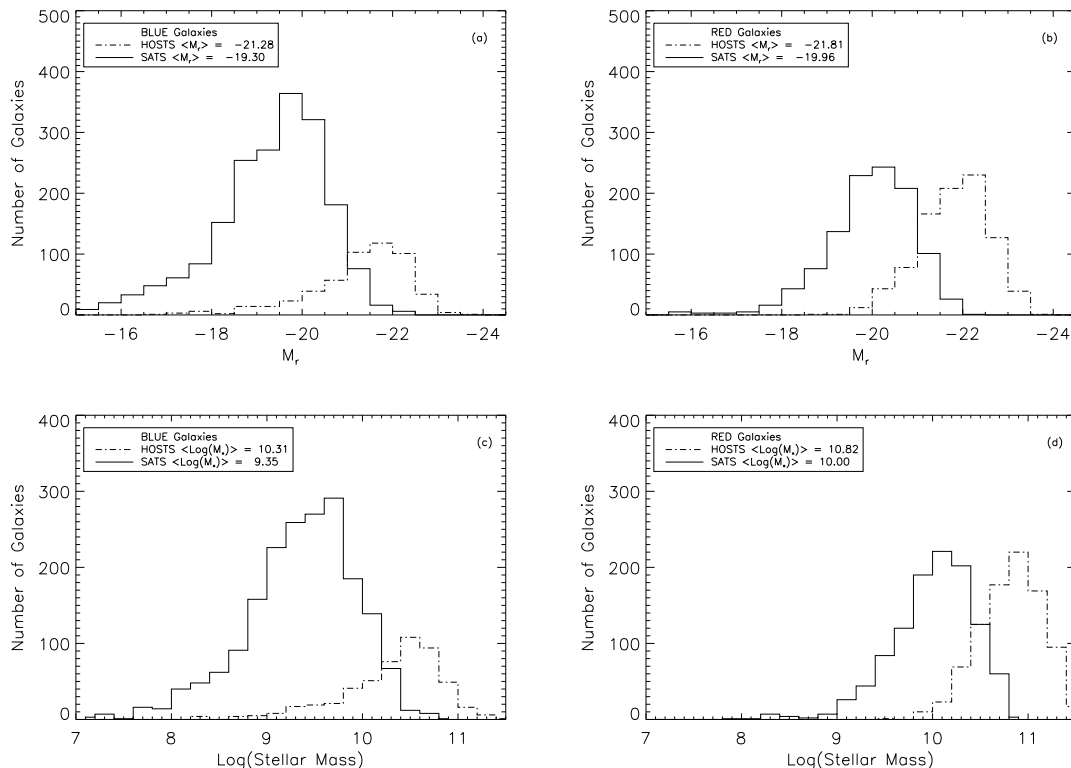 500
400
300
200
100
0
Number of Galaxies
BLUE Galaxies
HOSTS <M_r> = -21.28
SATS <M_r> = -19.30
(a)
-16 -18 -20 -22 -24
M_r
500
400
300
200
100
0
Number of Galaxies
RED Galaxies
HOSTS <M_r> = -21.81
SATS <M_r> = -19.96
(b)
-16 -18 -20 -22 -24
M_r
400
300
200
100
0
Number of Galaxies
BLUE Galaxies
HOSTS <Log(M_*)> = 10.31
SATS <Log(M_*)> = 9.35
(c)
7 8 9 10 11
Log(Stellar Mass)
400
300
200
100
0
Number of Galaxies
RED Galaxies
HOSTS <Log(M_*)> = 10.82
SATS <Log(M_*)> = 10.00
(d)
7 8 9 10 11
Log(Stellar Mass)